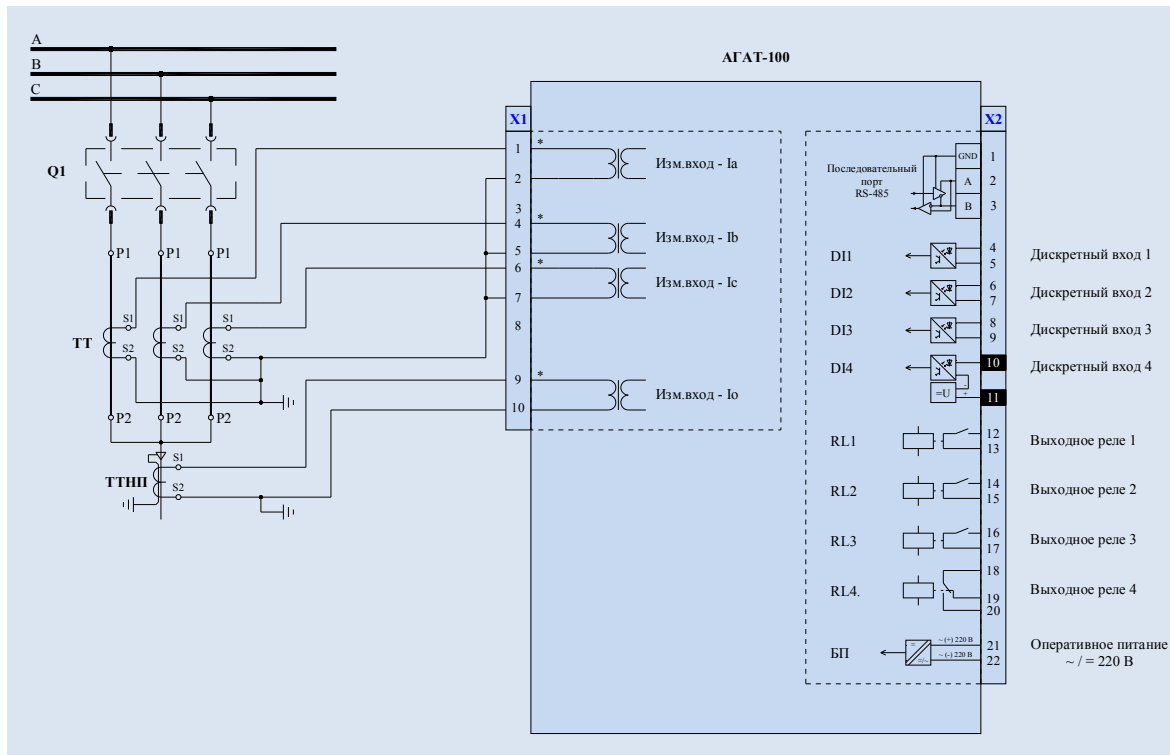 A
B
C
АГАТ-100
X1
X2
Q1
P1
P1
P1
S1
S1
S1
ТТ
S2
S2
S2
P2
P2
P2
S1
ТТНП
S2
1
*
Изм.вход - Ia
2
3
4
*
Изм.вход - Ib
5
6
*
Изм.вход - Ic
7
8
9
*
Изм.вход - Io
10
Последовательный
порт
RS-485
GND
1
A
2
B
3
DI1
4
5
Дискретный вход 1
DI2
6
7
Дискретный вход 2
DI3
8
9
Дискретный вход 3
DI4
10
- +
=U
11
Дискретный вход 4
RL1
12
13
Выходное реле 1
RL2
14
15
Выходное реле 2
RL3
16
17
Выходное реле 3
RL4.
18
19
20
Выходное реле 4
БП
=
=/~
~ (+) 220 В
21
~ (-) 220 В
22
Оперативное питание
~ / = 220 В